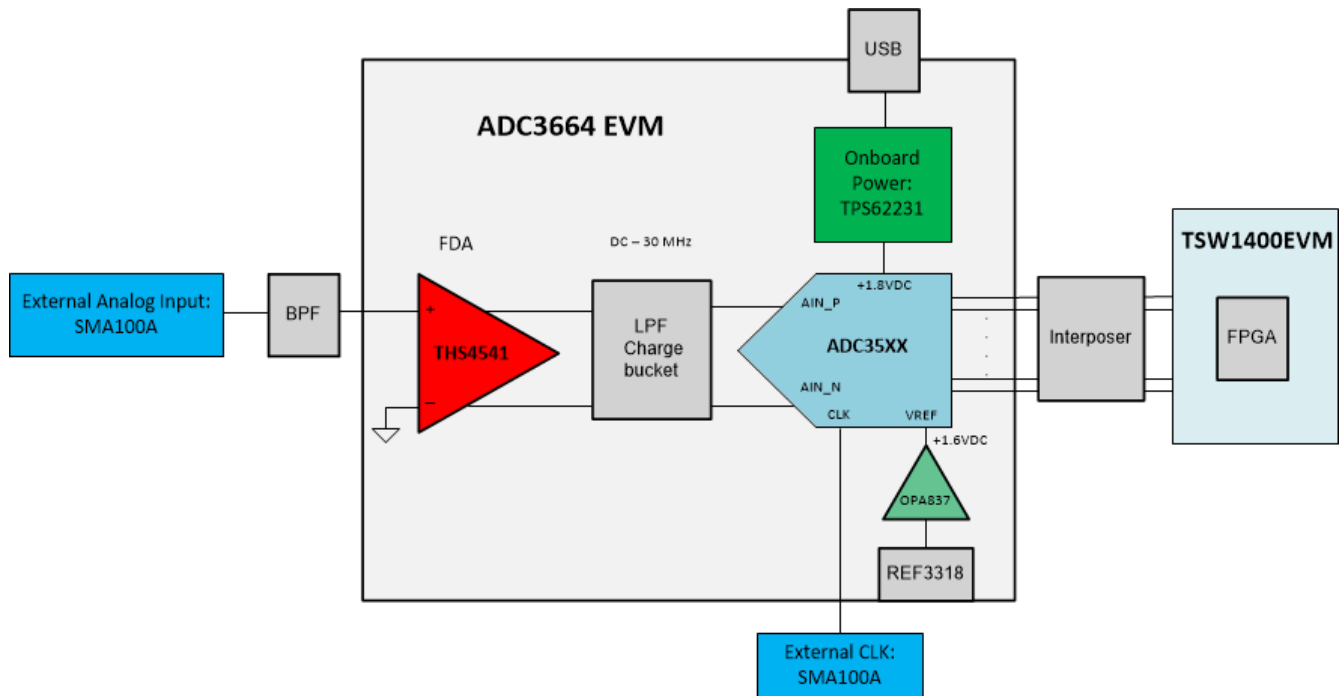 USB
ADC3664 EVM
Onboard
Power:
TPS62231
TSW1400EVM
FDA
DC – 30 MHz
External Analog Input:
SMA100A
BPF
+
THS4541
−
LPF
Charge
bucket
+1.8VDC
AIN_P
ADC35XX
AIN_N
CLK
VREF
Interposer
FPGA
+1.6VDC
OPA837
REF3318
External CLK:
SMA100A